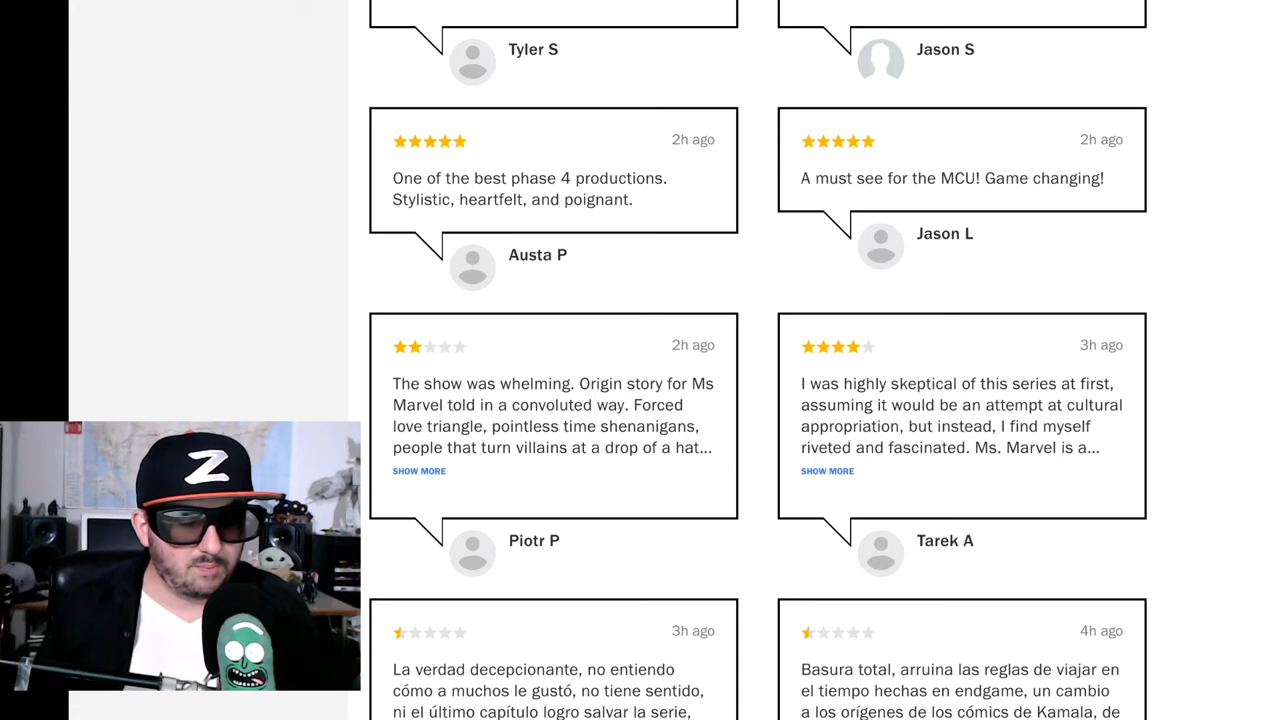 Tyler S
Jason S
2h ago
One of the best phase 4 productions.
Stylistic, heartfelt, and poignant.
Austa P
2h ago
A must see for the MCU! Game changing!
Jason L
2h ago
The show was whelming. Origin story for Ms
Marvel told in a convoluted way. Forced
love triangle, pointless time shenanigans,
people that turn villains at a drop of a hat...
SHOW MORE
Piotr P
3h ago
I was highly skeptical of this series at first,
assuming it would be an attempt at cultural
appropriation, but instead, I find myself
riveted and fascinated. Ms. Marvel is a...
SHOW MORE
Tarek A
3h ago
La verdad decepcionante, no entiendo
cómo a muchos le gustó, no tiene sentido,
ni el último capítulo logro salvar la serie,
4h ago
Basura total, arruina las reglas de viajar en
el tiempo hechas en endgame, un cambio
a los orígenes de los cómics de Kamala, de
Z